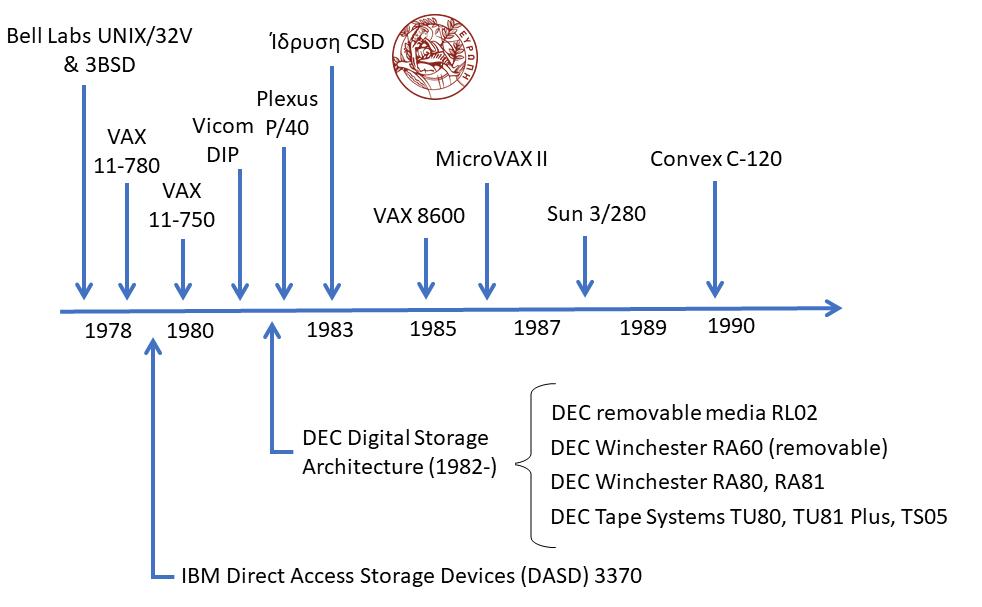 Bell Labs UNIX/32V
& 3BSD
Ίδρυση CSD
ΕΥΡΩΠΗ
Plexus
P/40
Vicom
DIP
VAX
11-780
VAX
11-750
MicroVAX II
Convex C-120
VAX 8600
Sun 3/280
1978
1980
1983
1985
1987
1989
1990
DEC Digital Storage
Architecture (1982-)
DEC removable media RL02
DEC Winchester RA60 (removable)
DEC Winchester RA80, RA81
DEC Tape Systems TU80, TU81 Plus, TS05
IBM Direct Access Storage Devices (DASD) 3370